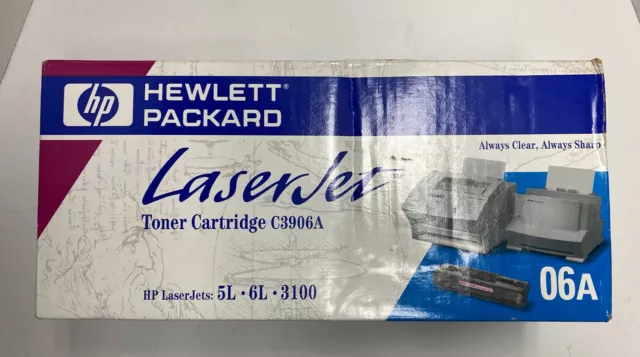 hp
HEWLETT®
PACKARD
Always Clear, Always Sharp
LaserJet
Toner Cartridge C3906A
HP LaserJets: 5L · 6L · 3100
06A